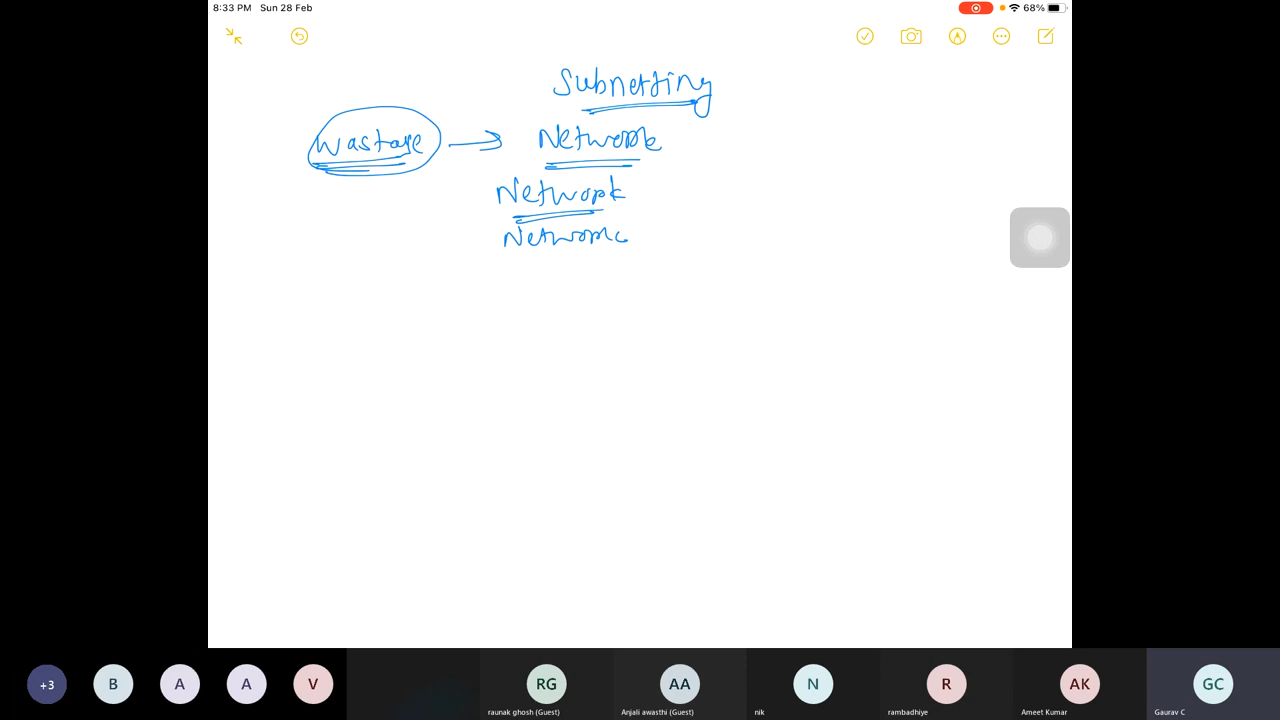 8:33 PM Sun 28 Feb 68%
Subnetting
Wastage → Network
Network
Network
+3 B A A V RG AA N R AK GC
raunak ghosh (Guest) Anjali awasthi (Guest) nik rambadhiye Ameet Kumar Gaurav C